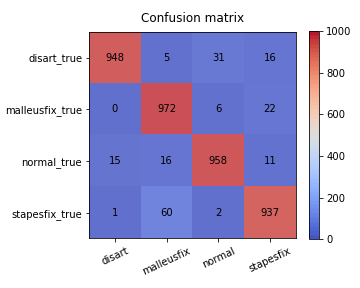 Confusion matrix
disart_true 948 5 31 16
malleusfix_true 0 972 6 22
normal_true 15 16 958 11
stapesfix_true 1 60 2 937
disart malleusfix normal stapesfix
1000
800
600
400
200
0